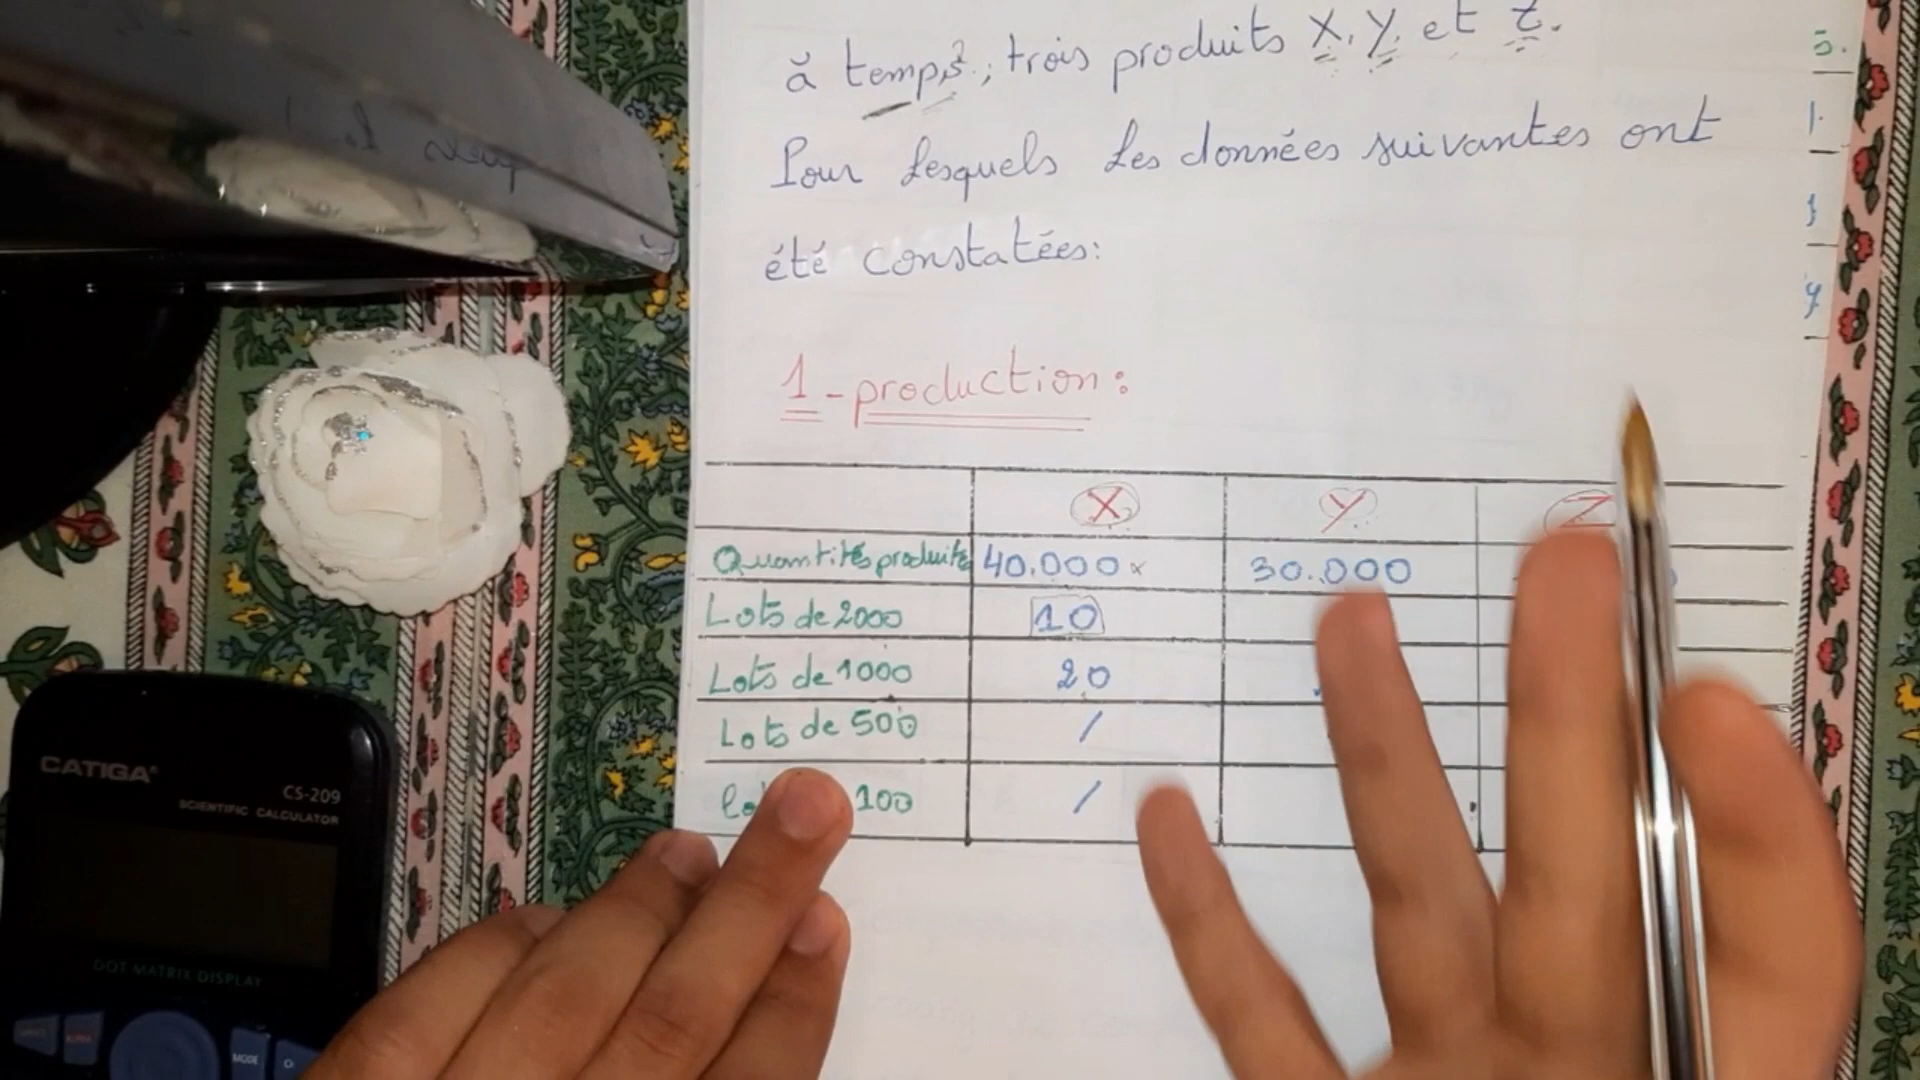 à temps ; trois produits X, Y, et Z.
Pour lesquels les données suivantes ont
été constatées:
1 - production :
X Y Z
Quantités produites 40.000 30.000
Lots de 2000 10
Lots de 1000 20
Lots de 500 /
100 /
CATIGA
CS-209
SCIENTIFIC CALCULATOR
DOT MATRIX DISPLAY
MODE